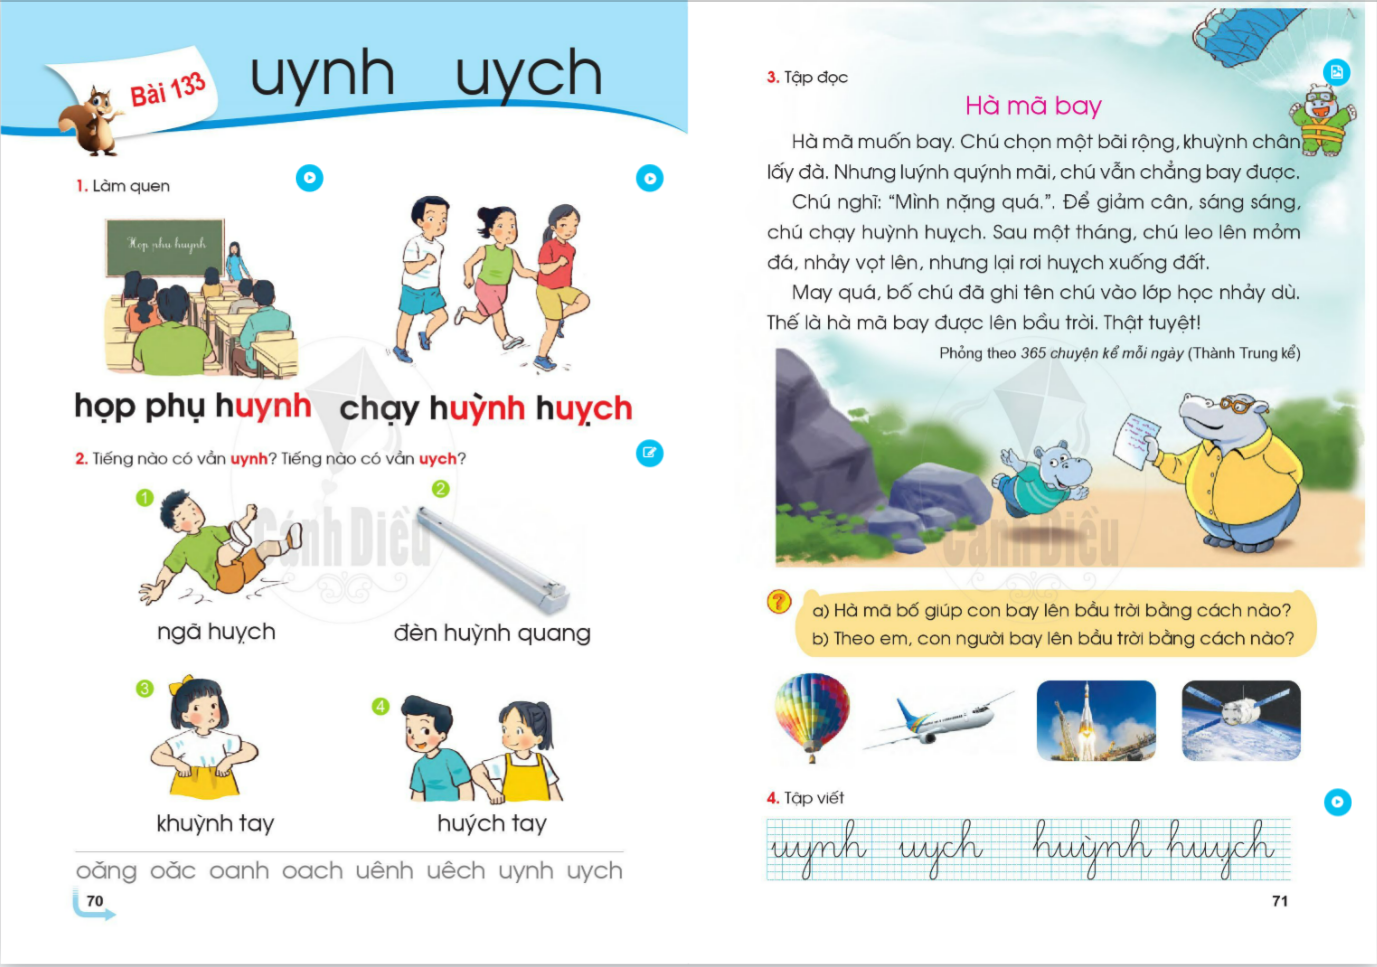 Bài 133
uynh uych
1. Làm quen
Họp phụ huynh
họp phụ huynh
chạy huỳnh huỵch
2. Tiếng nào có vần uynh? Tiếng nào có vần uych?
1
ngã huỵch
2
đèn huỳnh quang
3
khuỳnh tay
4
huých tay
Cánh Diều
oăng oăc oanh oach uênh uêch uynh uych
70
3. Tập đọc
Hà mã bay
Hà mã muốn bay. Chú chọn một bãi rộng, khuỳnh chân
lấy đà. Nhưng luýnh quýnh mãi, chú vẫn chẳng bay được.
Chú nghĩ: “Mình nặng quá.”. Để giảm cân, sáng sáng,
chú chạy huỳnh huỵch. Sau một tháng, chú leo lên mỏm
đá, nhảy vọt lên, nhưng lại rơi huỵch xuống đất.
May quá, bố chú đã ghi tên chú vào lớp học nhảy dù.
Thế là hà mã bay được lên bầu trời. Thật tuyệt!
Phỏng theo 365 chuyện kể mỗi ngày (Thành Trung kể)
Cánh Diều
?
a) Hà mã bố giúp con bay lên bầu trời bằng cách nào?
b) Theo em, con người bay lên bầu trời bằng cách nào?
4. Tập viết
uynh uych huỳnh huỵch
71